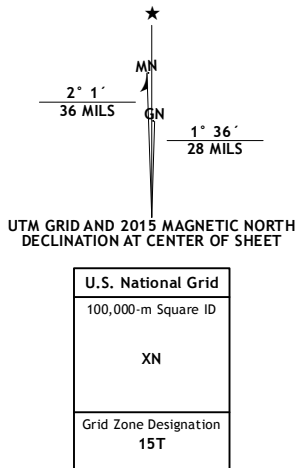 MN
GN
2° 1´
36 MILS
1° 36´
28 MILS
UTM GRID AND 2015 MAGNETIC NORTH
DECLINATION AT CENTER OF SHEET
U.S. National Grid
100,000-m Square ID
XN
Grid Zone Designation
15T